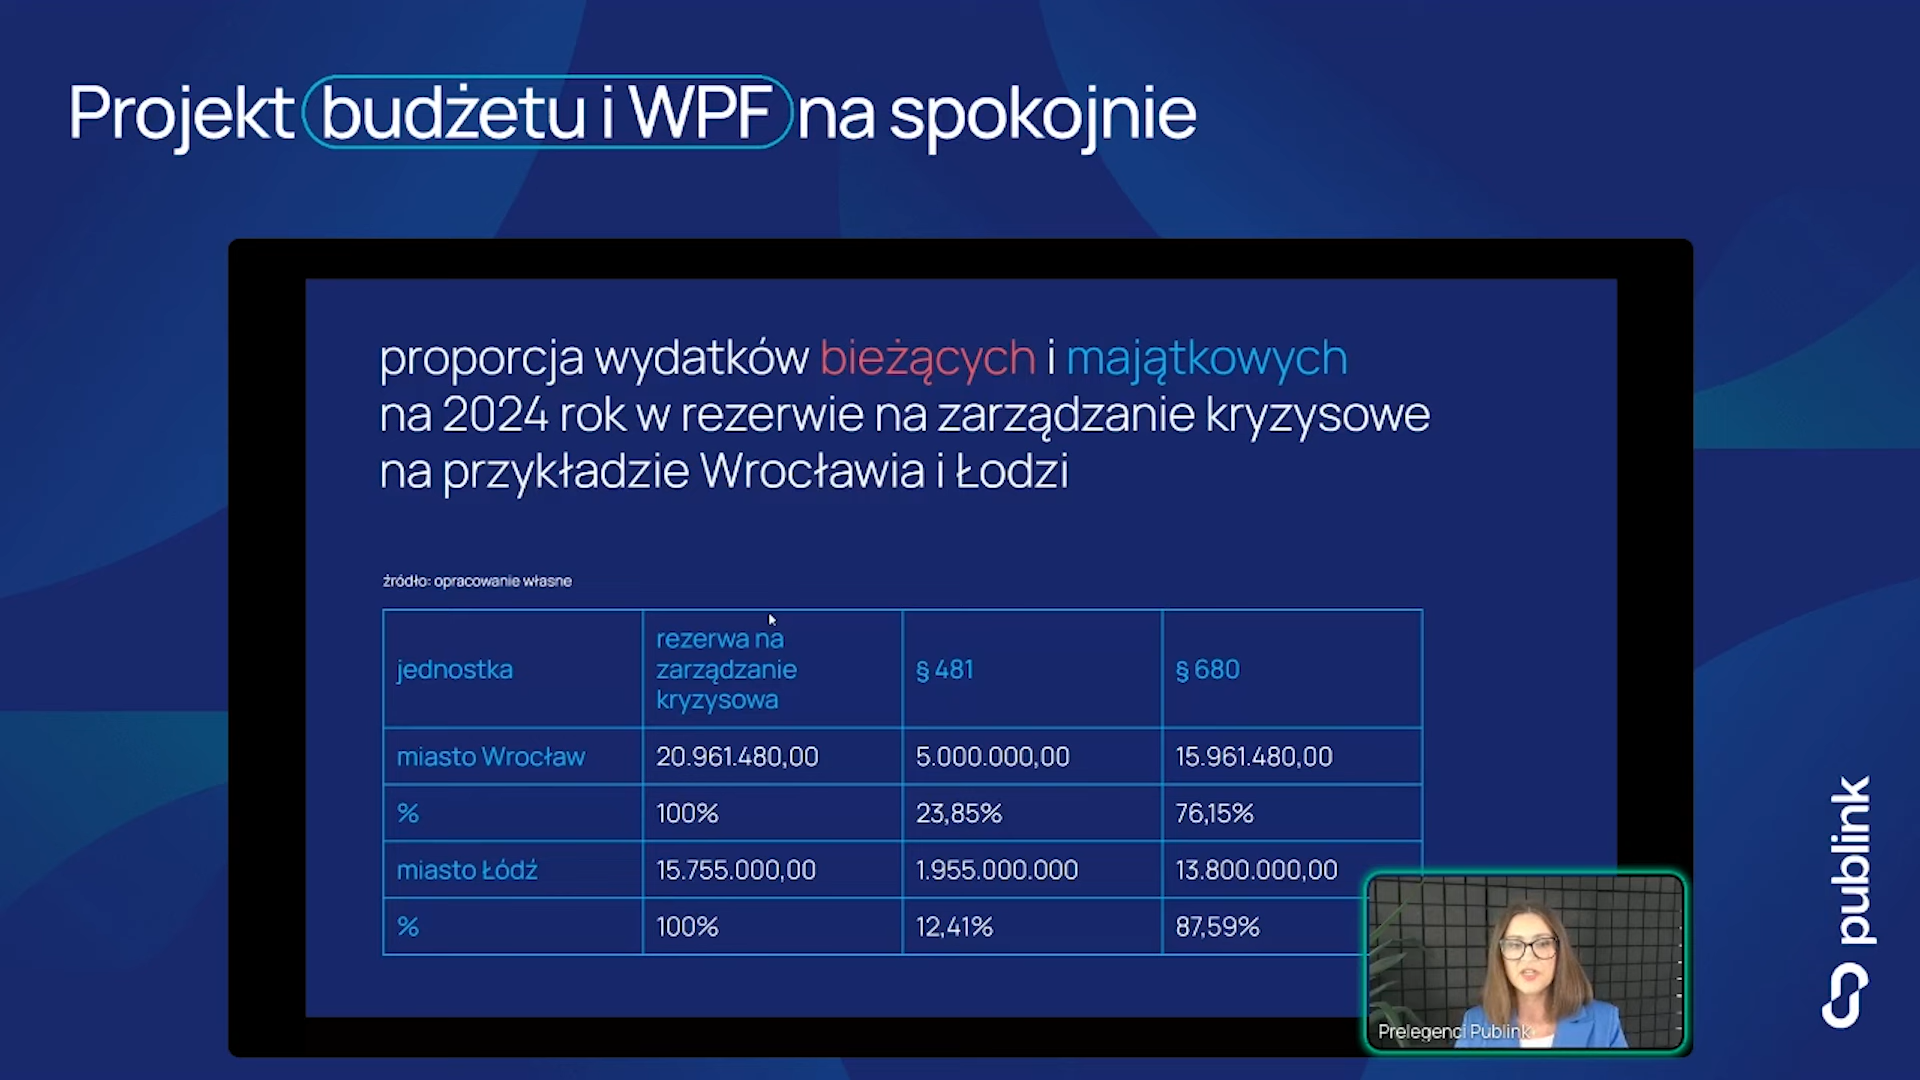 Projekt budżetu i WPF na spokojnie
proporcja wydatków bieżących i majątkowych
na 2024 rok w rezerwie na zarządzanie kryzysowe
na przykładzie Wrocławia i Łodzi
źródło: opracowanie własne
jednostka
rezerwa na
zarządzanie
kryzysowa
§ 481
§ 680
miasto Wrocław 20.961.480,00 5.000.000,00 15.961.480,00
% 100% 23,85% 76,15%
miasto Łódź 15.755.000,00 1.955.000.000 13.800.000,00
% 100% 12,41% 87,59%
Prelegenci Publink
publink